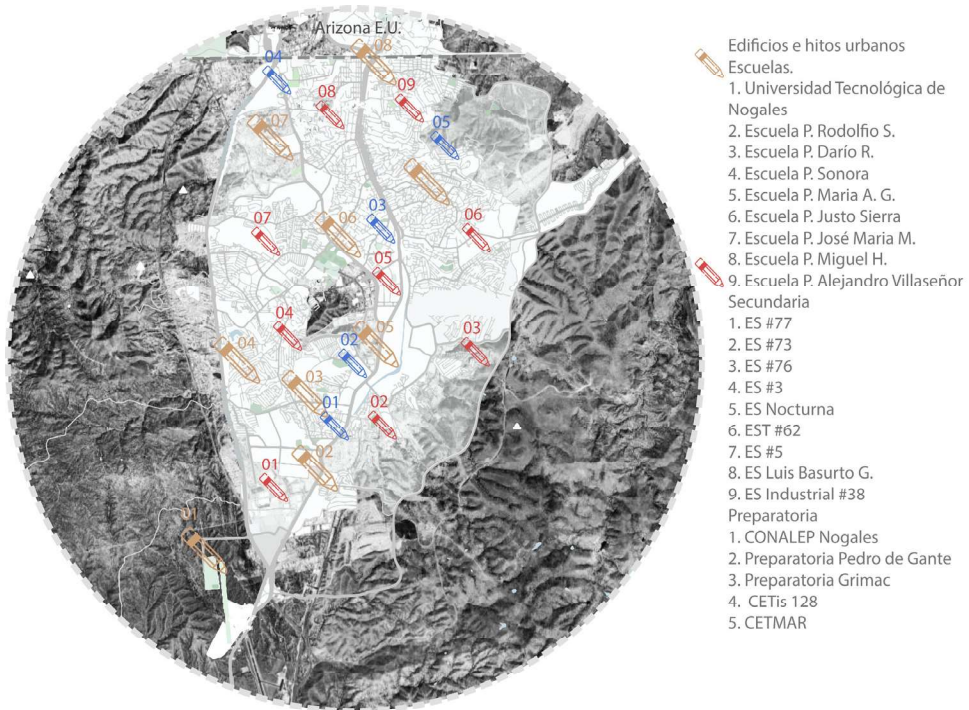 Arizona E.U.
08
04
09
08
07
05
03
06
07
06
05
04
05
04
03
02
03
01
02
02
01
01
Edificios e hitos urbanos
Escuelas.
1. Universidad Tecnológica de
Nogales
2. Escuela P. Rodolfio S.
3. Escuela P. Darío R.
4. Escuela P. Sonora
5. Escuela P. Maria A. G.
6. Escuela P. Justo Sierra
7. Escuela P. José Maria M.
8. Escuela P. Miguel H.
9. Escuela P. Alejandro Villaseñor
Secundaria
1. ES #77
2. ES #73
3. ES #76
4. ES #3
5. ES Nocturna
6. EST #62
7. ES #5
8. ES Luis Basurto G.
9. ES Industrial #38
Preparatoria
1. CONALEP Nogales
2. Preparatoria Pedro de Gante
3. Preparatoria Grimac
4. CETis 128
5. CETMAR